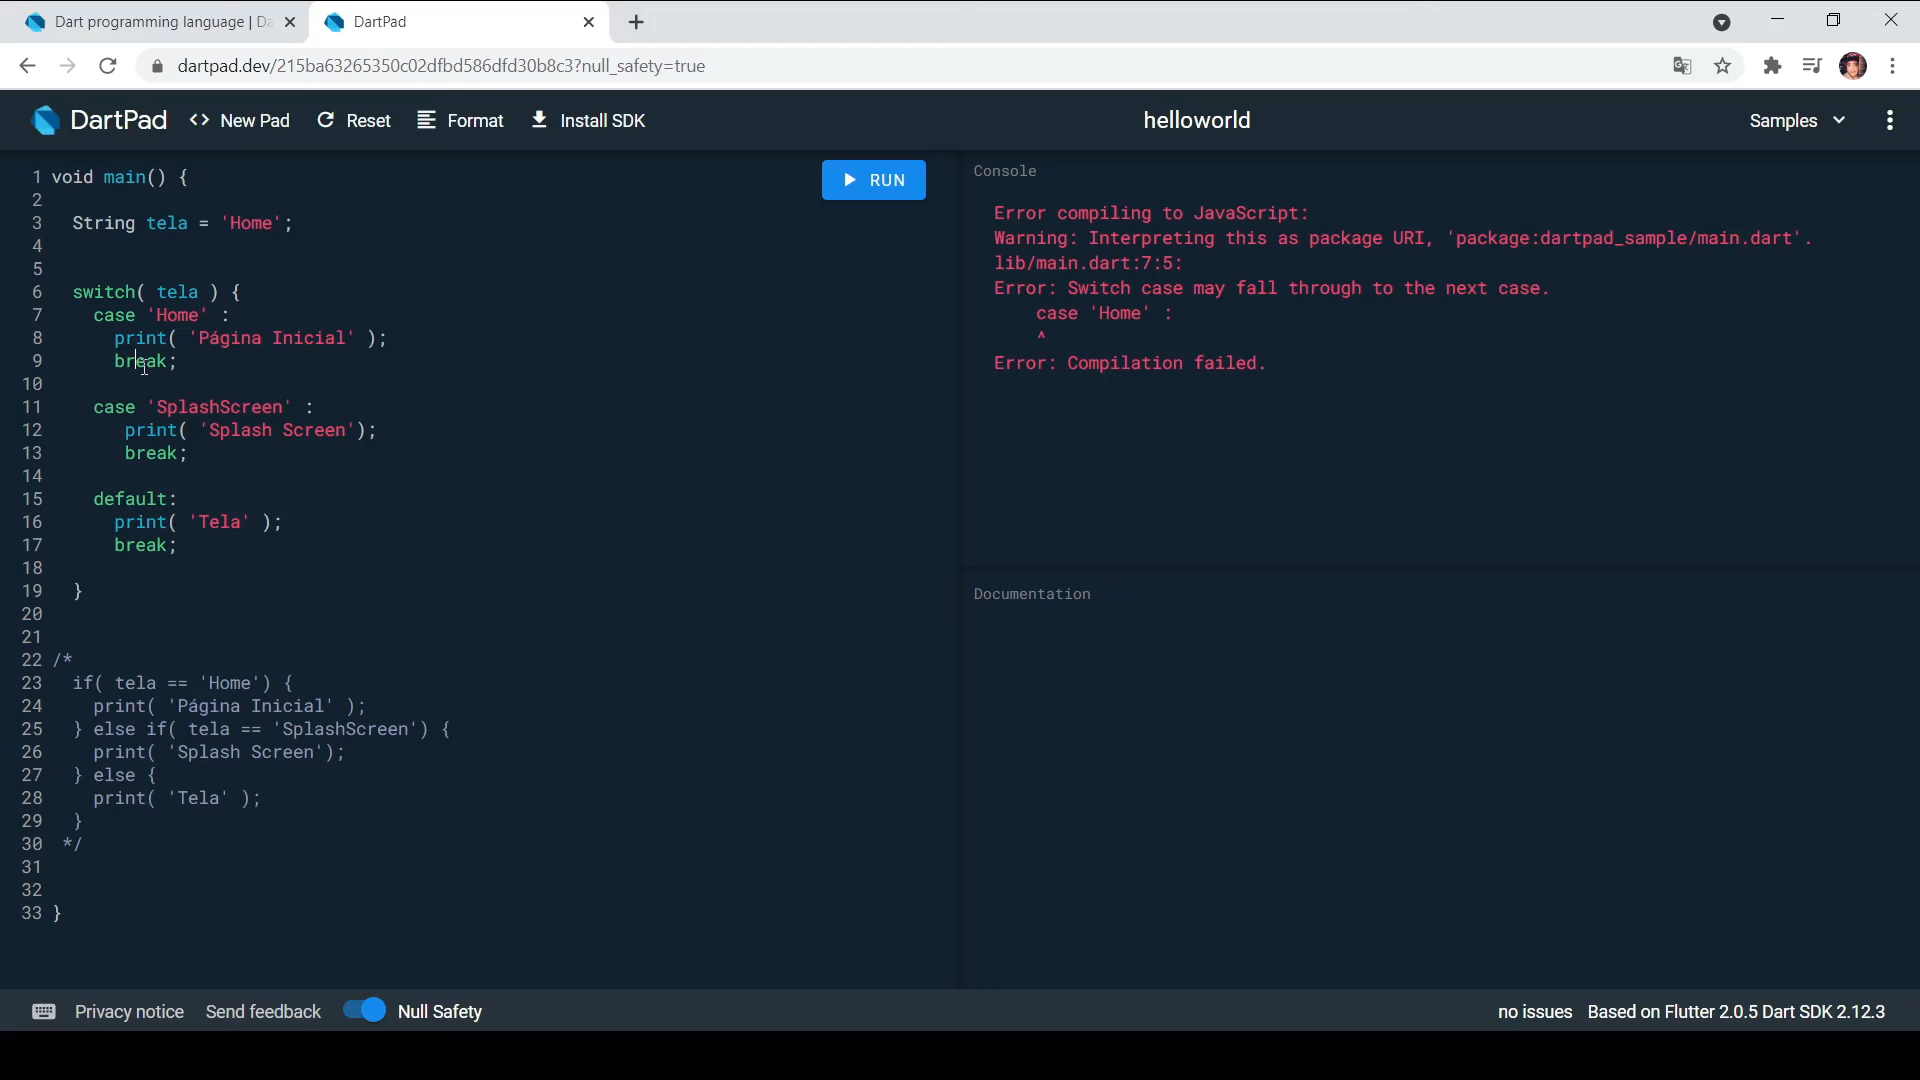 Dart programming language | Da
DartPad
dartpad.dev/215ba63265350c02dfbd586dfd30b8c3?null_safety=true
DartPad
<> New Pad
Reset
Format
Install SDK
helloworld
Samples
RUN
1 void main() {
2
3 String tela = 'Home';
4
5
6 switch( tela ) {
7 case 'Home' :
8 print( 'Página Inicial' );
9 break;
10
11 case 'SplashScreen' :
12 print( 'Splash Screen');
13 break;
14
15 default:
16 print( 'Tela' );
17 break;
18
19 }
20
21
22 /*
23 if( tela == 'Home') {
24 print( 'Página Inicial' );
25 } else if( tela == 'SplashScreen') {
26 print( 'Splash Screen');
27 } else {
28 print( 'Tela' );
29 }
30 */
31
32
33 }
Console
Error compiling to JavaScript:
Warning: Interpreting this as package URI, 'package:dartpad_sample/main.dart'.
lib/main.dart:7:5:
Error: Switch case may fall through to the next case.
case 'Home' :
^
Error: Compilation failed.
Documentation
Privacy notice
Send feedback
Null Safety
no issues
Based on Flutter 2.0.5 Dart SDK 2.12.3